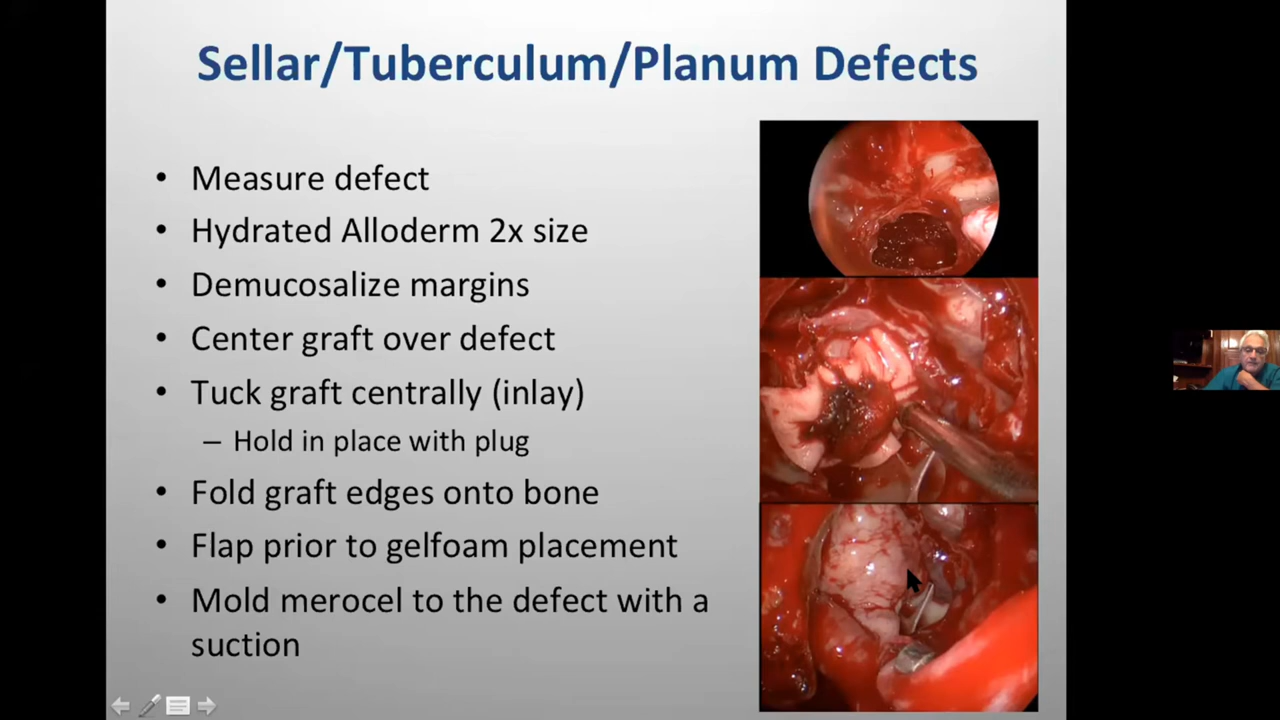 Sellar/Tuberculum/Planum Defects
• Measure defect
• Hydrated Alloderm 2x size
• Demucosalize margins
• Center graft over defect
• Tuck graft centrally (inlay)
– Hold in place with plug
• Fold graft edges onto bone
• Flap prior to gelfoam placement
• Mold merocel to the defect with a
suction